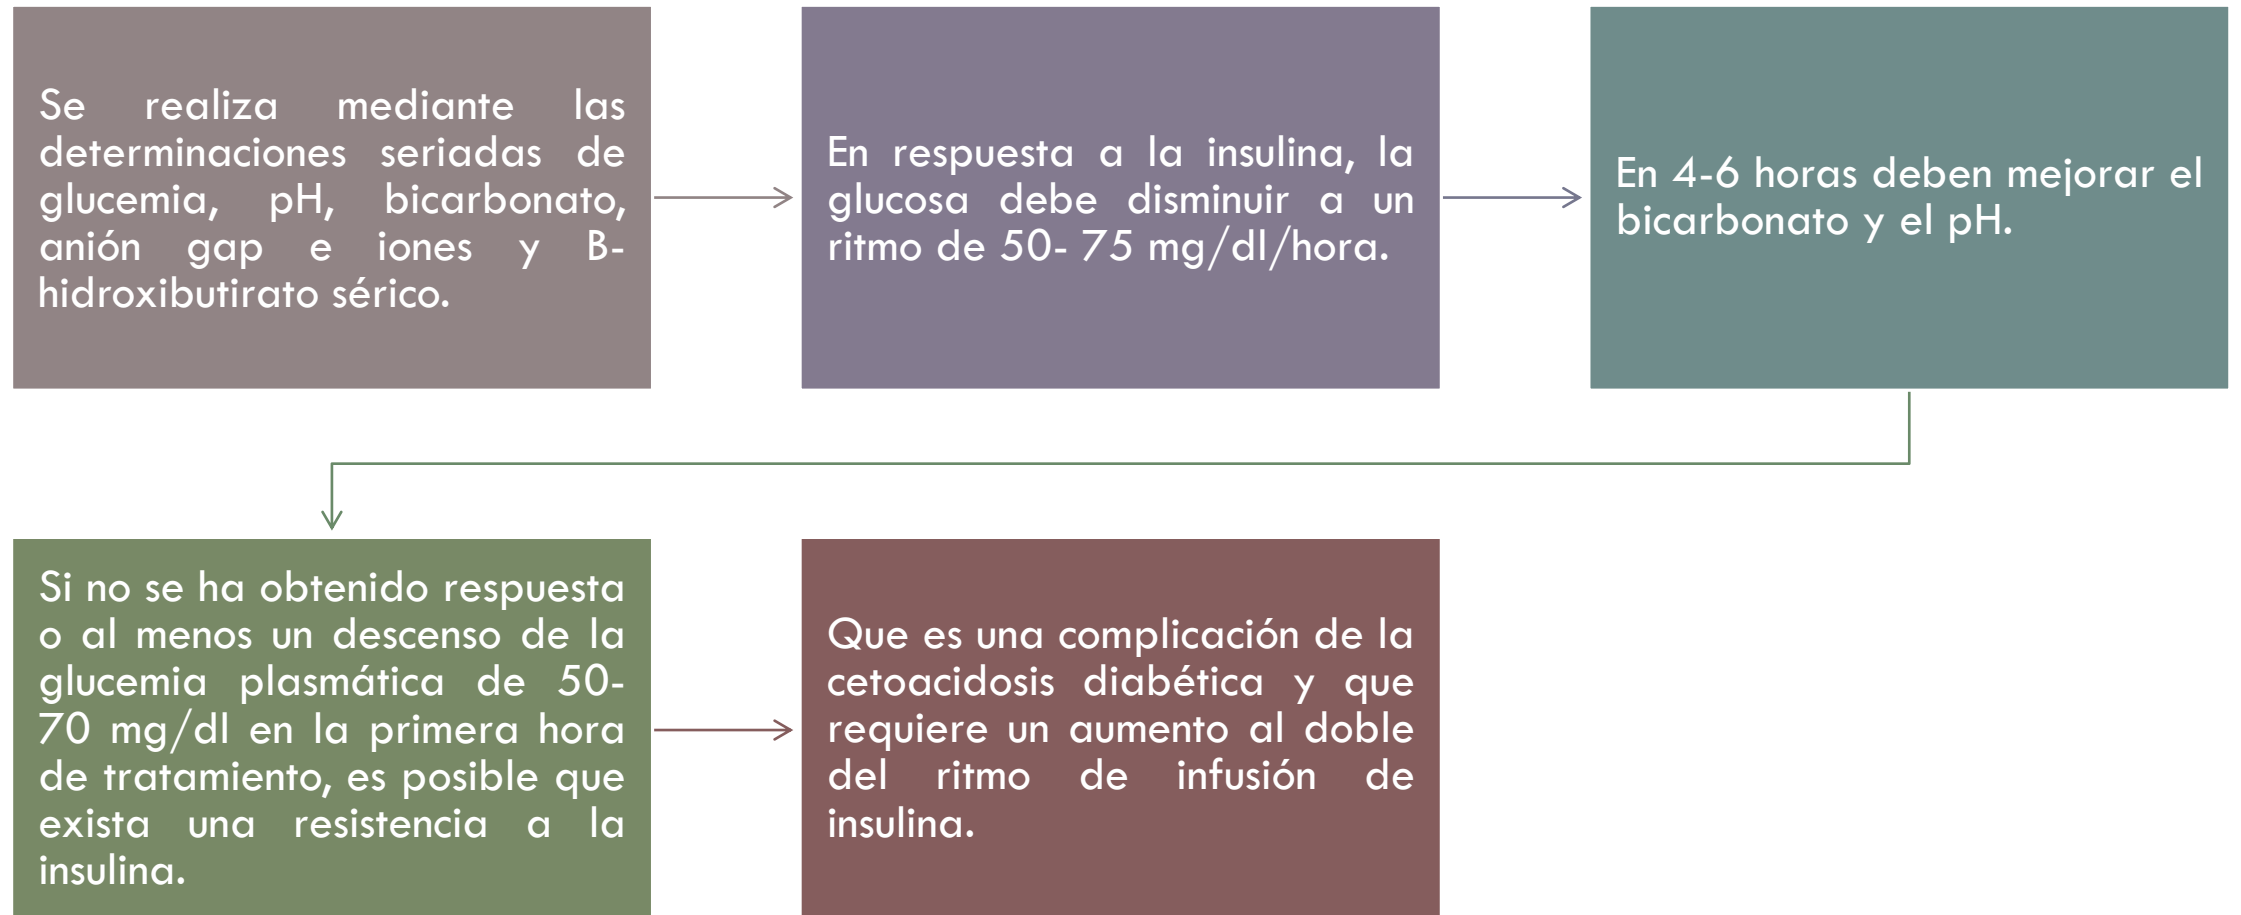 Se realiza mediante las
determinaciones seriadas de
glucemia, pH, bicarbonato,
anión gap e iones y B-
hidroxibutirato sérico.
En respuesta a la insulina, la
glucosa debe disminuir a un
ritmo de 50- 75 mg/dl/hora.
En 4-6 horas deben mejorar el
bicarbonato y el pH.
Si no se ha obtenido respuesta
o al menos un descenso de la
glucemia plasmática de 50-
70 mg/dl en la primera hora
de tratamiento, es posible que
exista una resistencia a la
insulina.
Que es una complicación de la
cetoacidosis diabética y que
requiere un aumento al doble
del ritmo de infusión de
insulina.